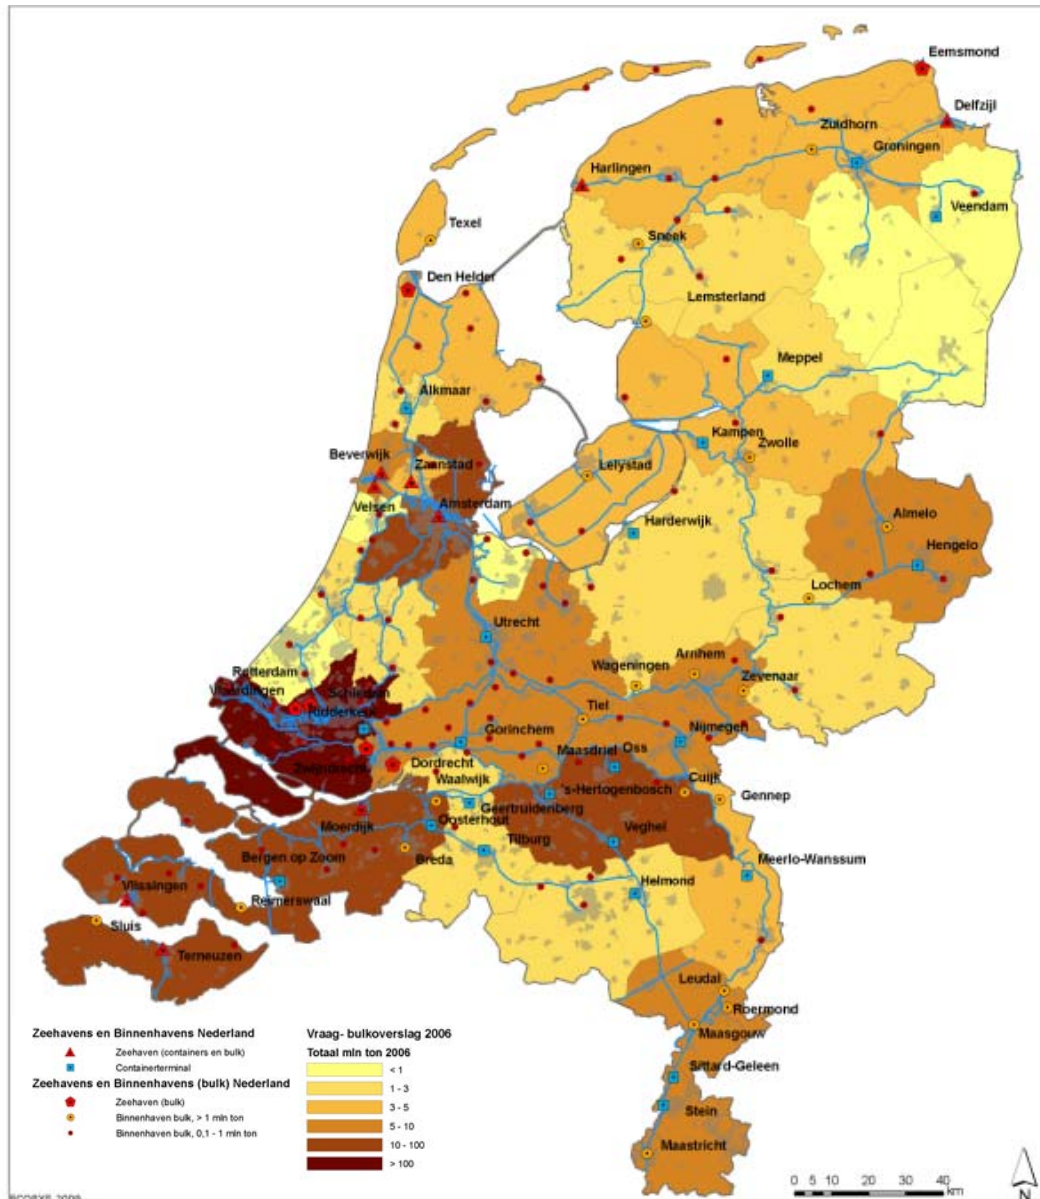 Eemsmond
Delfzijl
Zuidhorn
Groningen
Harlingen
Veendam
Texel
Sneek
Den Helder
Lemsterland
Meppel
Alkmaar
Kampen
Zwolle
Beverwijk
Zaanstad
Lelystad
Velsen
Amsterdam
Harderwijk
Almelo
Hengelo
Lochem
Utrecht
Arnhem
Wageningen
Zevenaar
Rotterdam
Vlaardingen
Schiedam
Ridderkerk
Tiel
Gorinchem
Nijmegen
Maasdriel
Oss
Zwijndrecht
Dordrecht
Waalwijk
Cuijk
's-Hertogenbosch
Gennep
Geertruidenberg
Moerdijk
Oosterhout
Tilburg
Veghel
Bergen op Zoom
Breda
Meerlo-Wanssum
Vlissingen
Helmond
Reimerswaal
Sluis
Terneuzen
Leudal
Roermond
Maasgouw
Sittard-Geleen
Stein
Maastricht
Zeehavens en Binnenhavens Nederland
Zeehaven (containers en bulk)
Containerterminal
Zeehavens en Binnenhavens (bulk) Nederland
Zeehaven (bulk)
Binnenhaven bulk, > 1 mln ton
Binnenhaven bulk, 0,1 - 1 mln ton
Vraag- bulkoverslag 2006
Totaal mln ton 2006
< 1
1 - 3
3 - 5
5 - 10
10 - 100
> 100
0 5 10 20 30 40
km
N